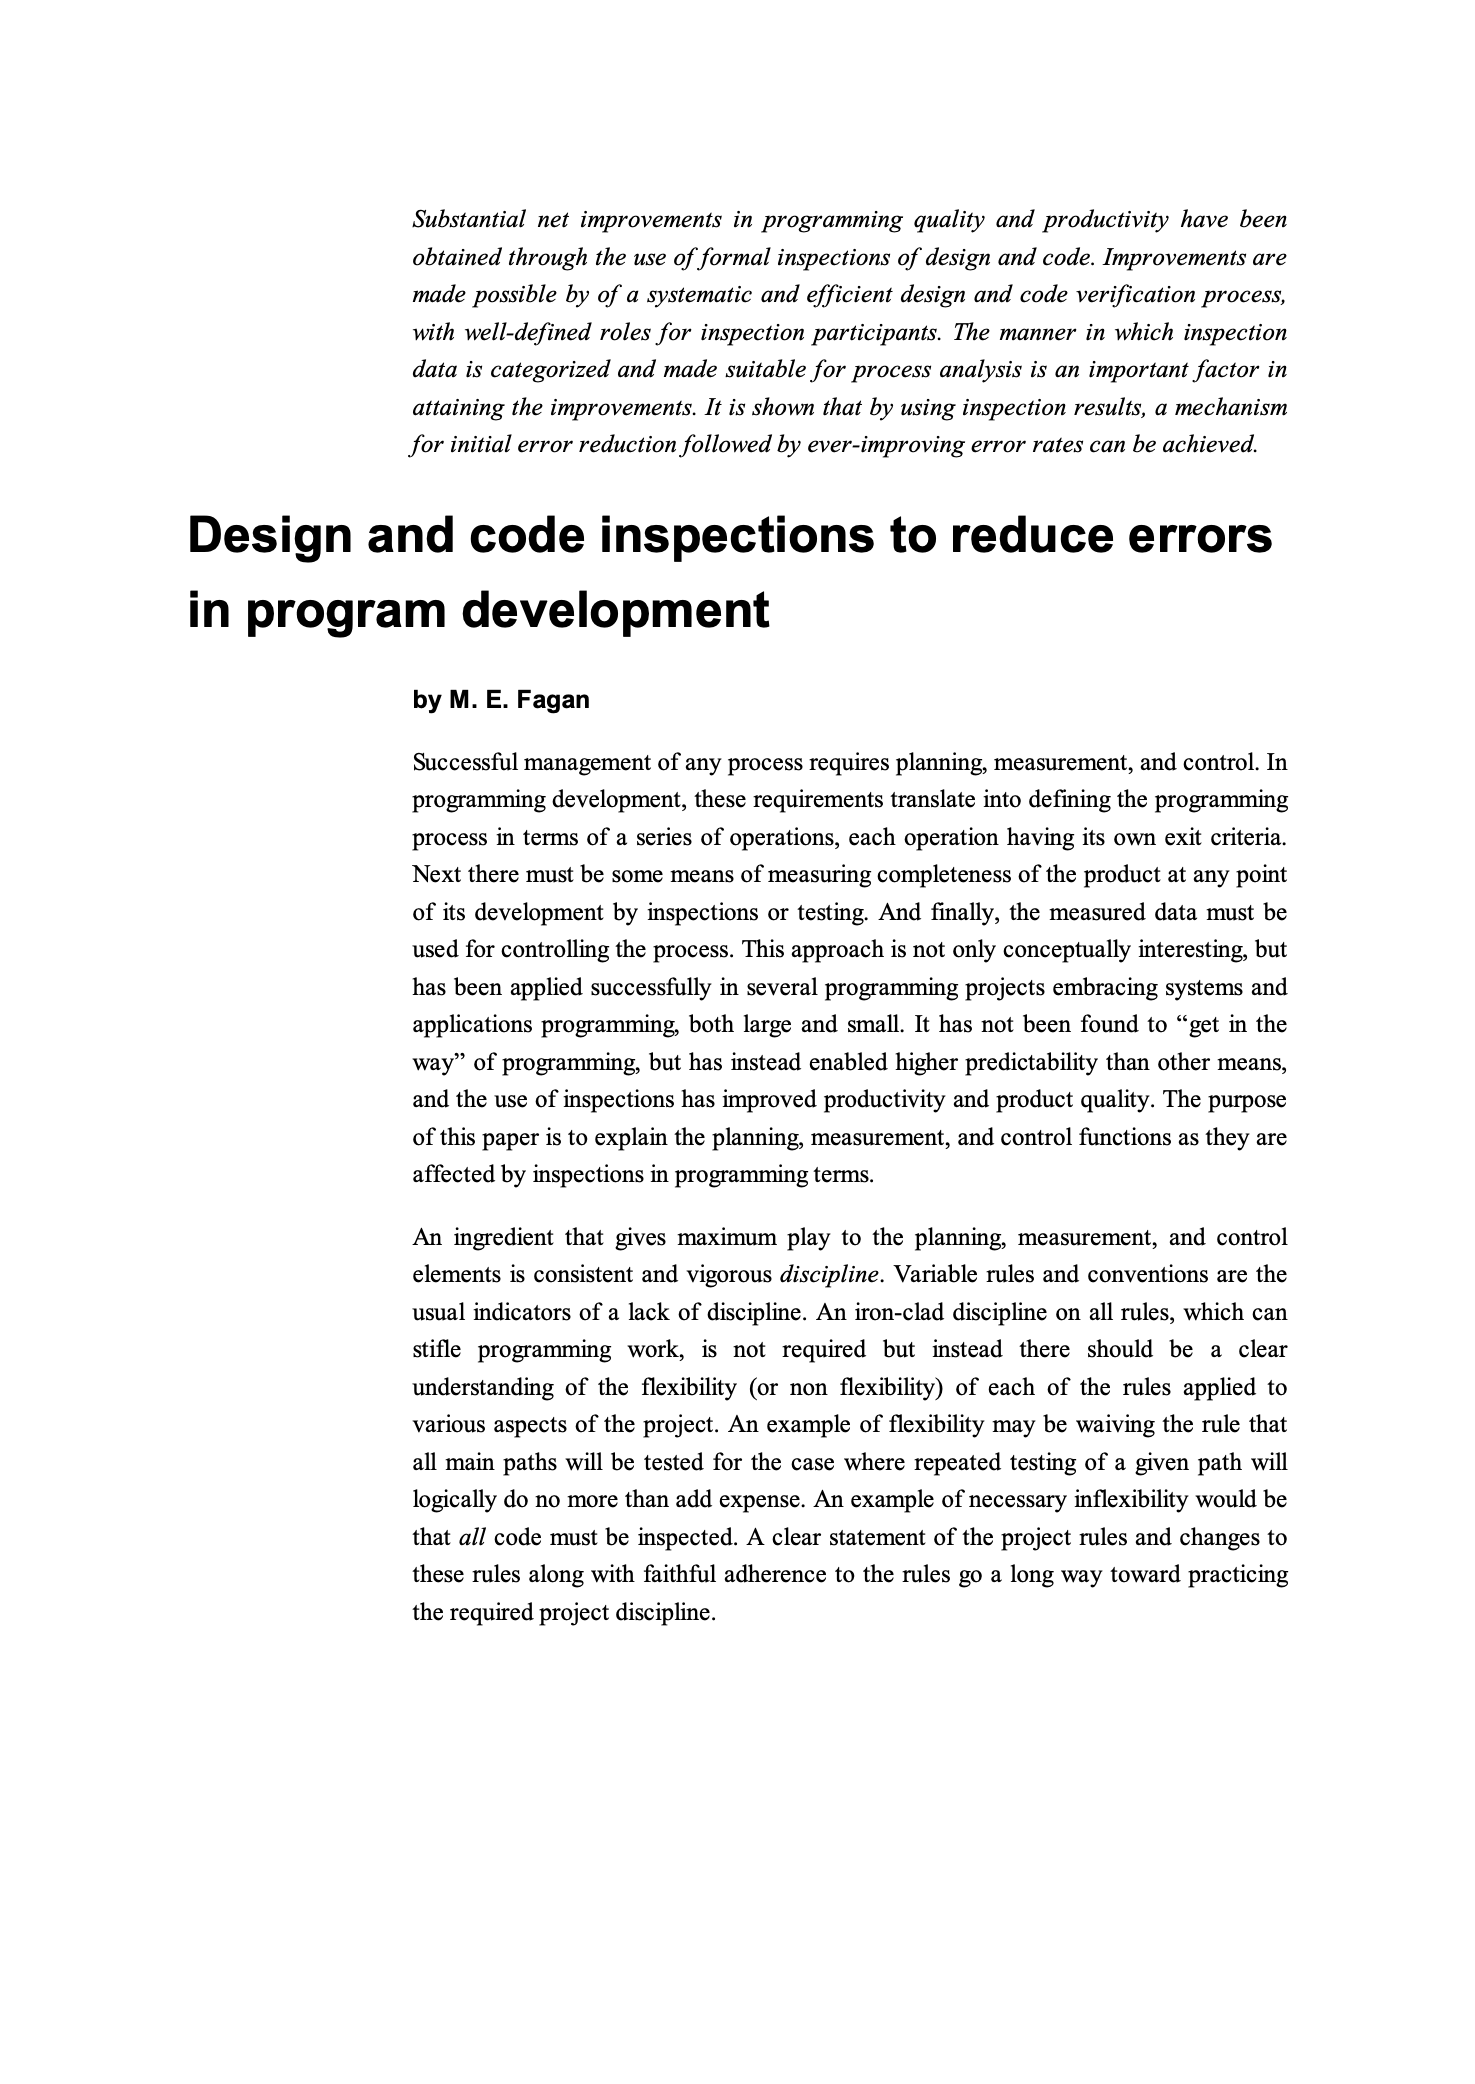 Substantial net improvements in programming quality and productivity have been
obtained through the use of formal inspections of design and code. Improvements are
made possible by of a systematic and efficient design and code verification process,
with well-defined roles for inspection participants. The manner in which inspection
data is categorized and made suitable for process analysis is an important factor in
attaining the improvements. It is shown that by using inspection results, a mechanism
for initial error reduction followed by ever-improving error rates can be achieved.
Design and code inspections to reduce errors
in program development
by M. E. Fagan
Successful management of any process requires planning, measurement, and control. In
programming development, these requirements translate into defining the programming
process in terms of a series of operations, each operation having its own exit criteria.
Next there must be some means of measuring completeness of the product at any point
of its development by inspections or testing. And finally, the measured data must be
used for controlling the process. This approach is not only conceptually interesting, but
has been applied successfully in several programming projects embracing systems and
applications programming, both large and small. It has not been found to “get in the
way” of programming, but has instead enabled higher predictability than other means,
and the use of inspections has improved productivity and product quality. The purpose
of this paper is to explain the planning, measurement, and control functions as they are
affected by inspections in programming terms.
An ingredient that gives maximum play to the planning, measurement, and control
elements is consistent and vigorous discipline. Variable rules and conventions are the
usual indicators of a lack of discipline. An iron-clad discipline on all rules, which can
stifle programming work, is not required but instead there should be a clear
understanding of the flexibility (or non flexibility) of each of the rules applied to
various aspects of the project. An example of flexibility may be waiving the rule that
all main paths will be tested for the case where repeated testing of a given path will
logically do no more than add expense. An example of necessary inflexibility would be
that all code must be inspected. A clear statement of the project rules and changes to
these rules along with faithful adherence to the rules go a long way toward practicing
the required project discipline.